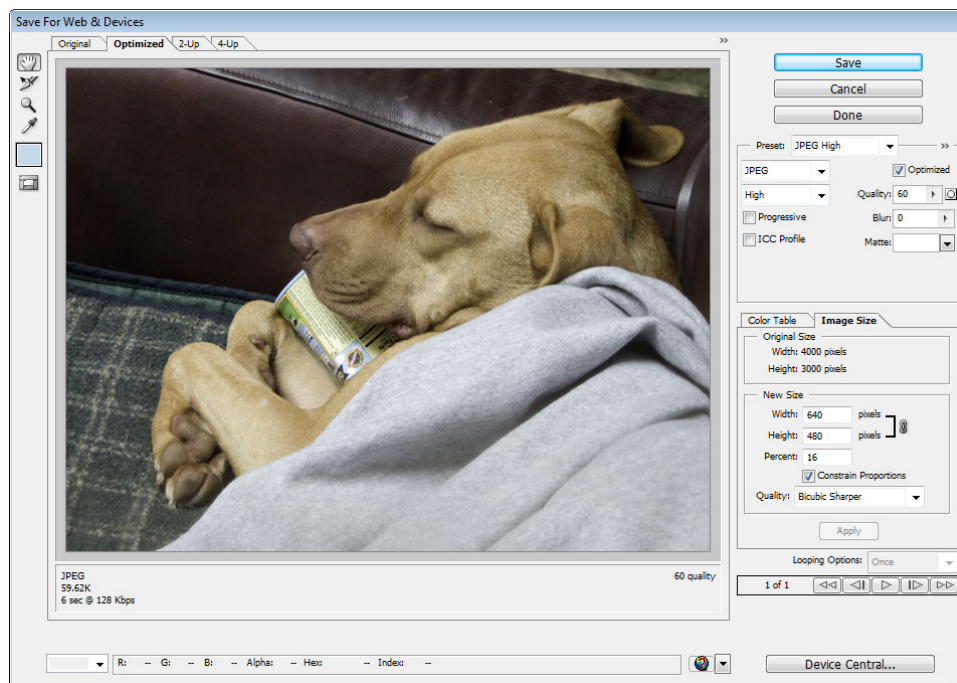 Save For Web & Devices
Original
Optimized
2-Up
4-Up
Save
Cancel
Done
Preset: JPEG High
JPEG
Optimized
High
Quality: 60
Progressive
Blur: 0
ICC Profile
Matte:
Color Table
Image Size
Original Size
Width: 4000 pixels
Height: 3000 pixels
New Size
Width: 640 pixels
Height: 480 pixels
Percent: 16
Constrain Proportions
Quality: Bicubic Sharper
Apply
JPEG
60 quality
59.62K
6 sec @ 128 Kbps
Looping Options: Once
1 of 1
R: -- G: -- B: -- Alpha: -- Hex: -- Index: --
Device Central...